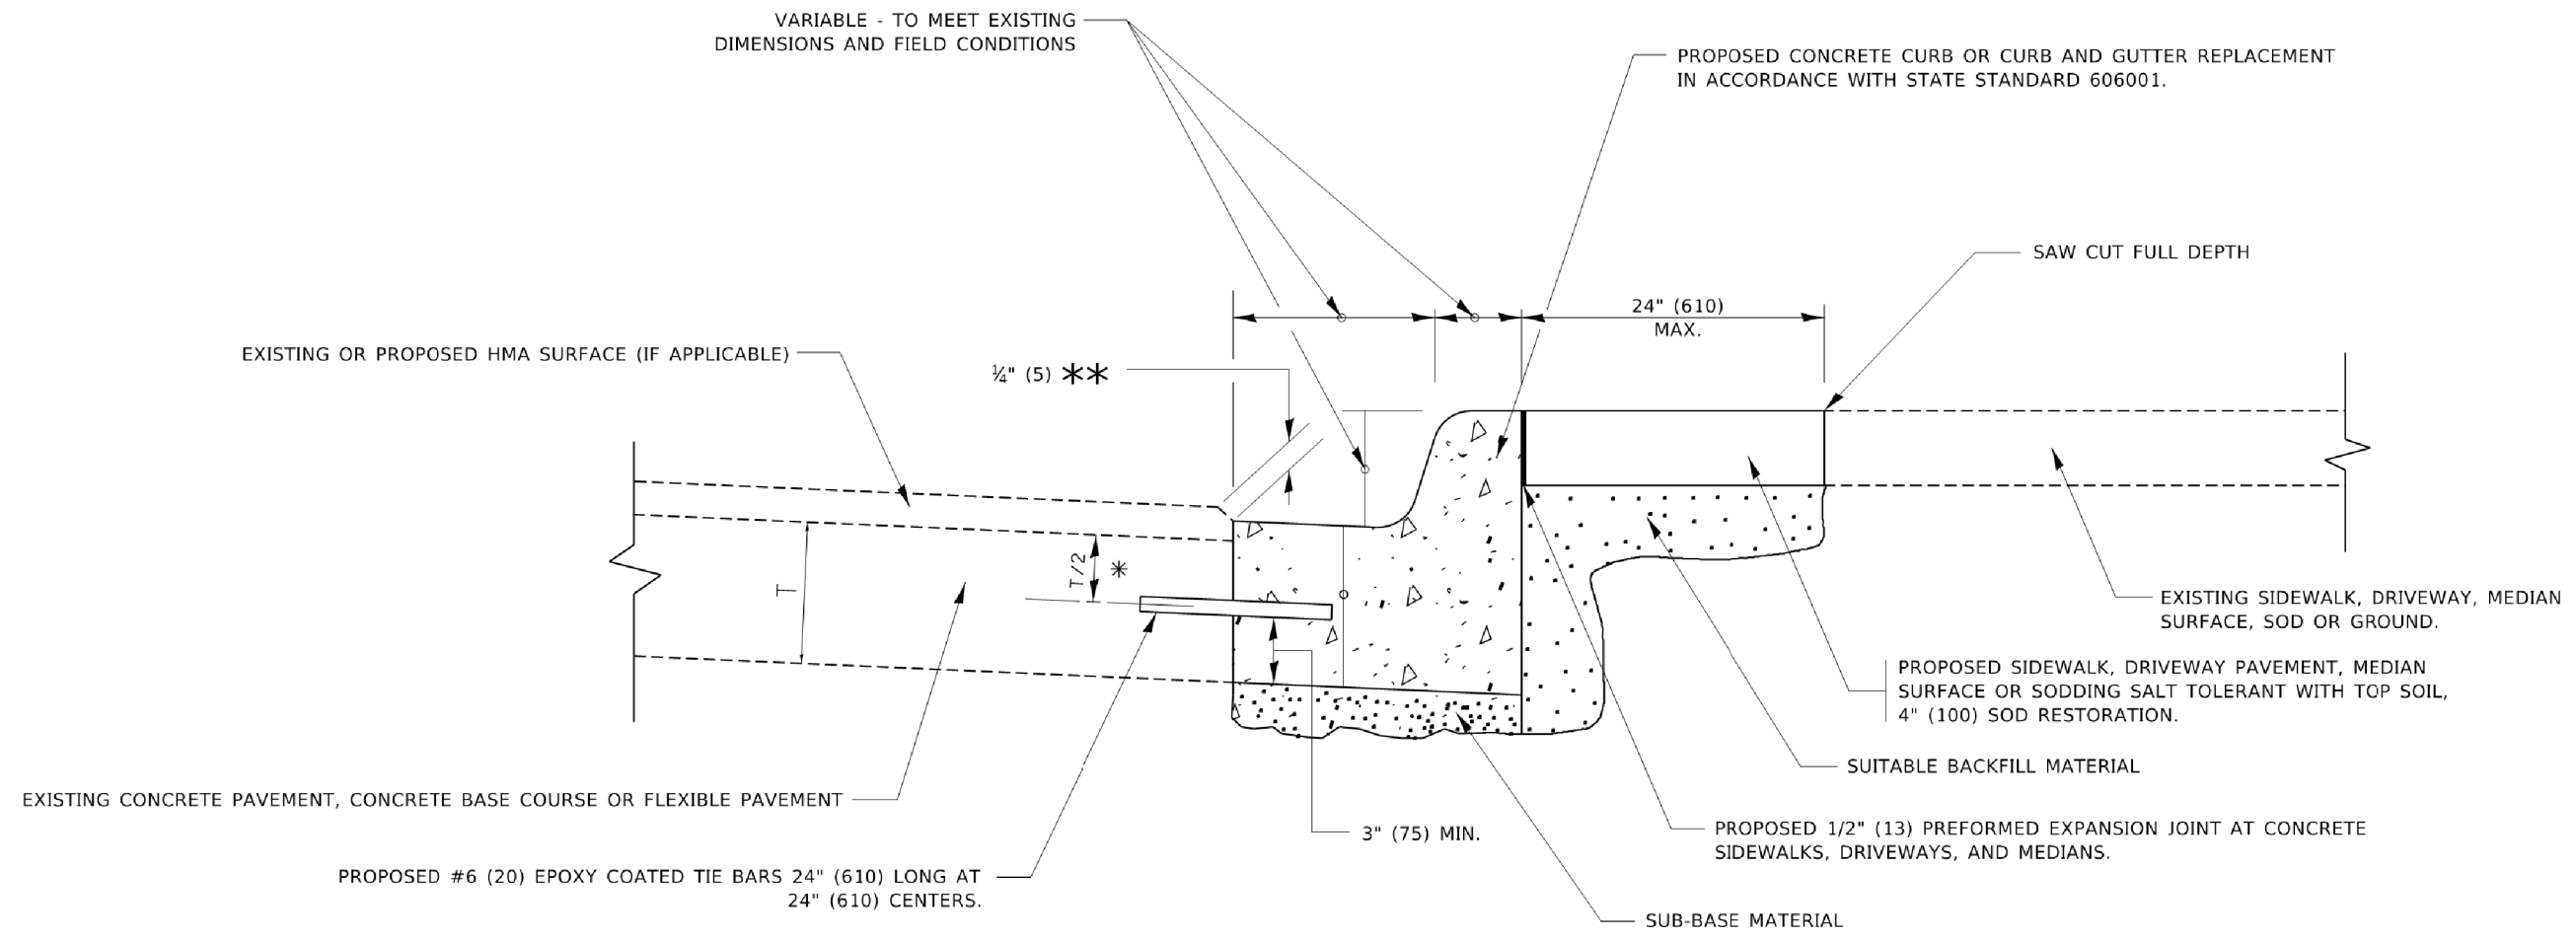 VARIABLE - TO MEET EXISTING
DIMENSIONS AND FIELD CONDITIONS
PROPOSED CONCRETE CURB OR CURB AND GUTTER REPLACEMENT
IN ACCORDANCE WITH STATE STANDARD 606001.
SAW CUT FULL DEPTH
24" (610)
MAX.
EXISTING OR PROPOSED HMA SURFACE (IF APPLICABLE)
¼" (5) **
T
T/2
*
EXISTING SIDEWALK, DRIVEWAY, MEDIAN
SURFACE, SOD OR GROUND.
PROPOSED SIDEWALK, DRIVEWAY PAVEMENT, MEDIAN
SURFACE OR SODDING SALT TOLERANT WITH TOP SOIL,
4" (100) SOD RESTORATION.
SUITABLE BACKFILL MATERIAL
EXISTING CONCRETE PAVEMENT, CONCRETE BASE COURSE OR FLEXIBLE PAVEMENT
3" (75) MIN.
PROPOSED 1/2" (13) PREFORMED EXPANSION JOINT AT CONCRETE
SIDEWALKS, DRIVEWAYS, AND MEDIANS.
PROPOSED #6 (20) EPOXY COATED TIE BARS 24" (610) LONG AT
24" (610) CENTERS.
SUB-BASE MATERIAL